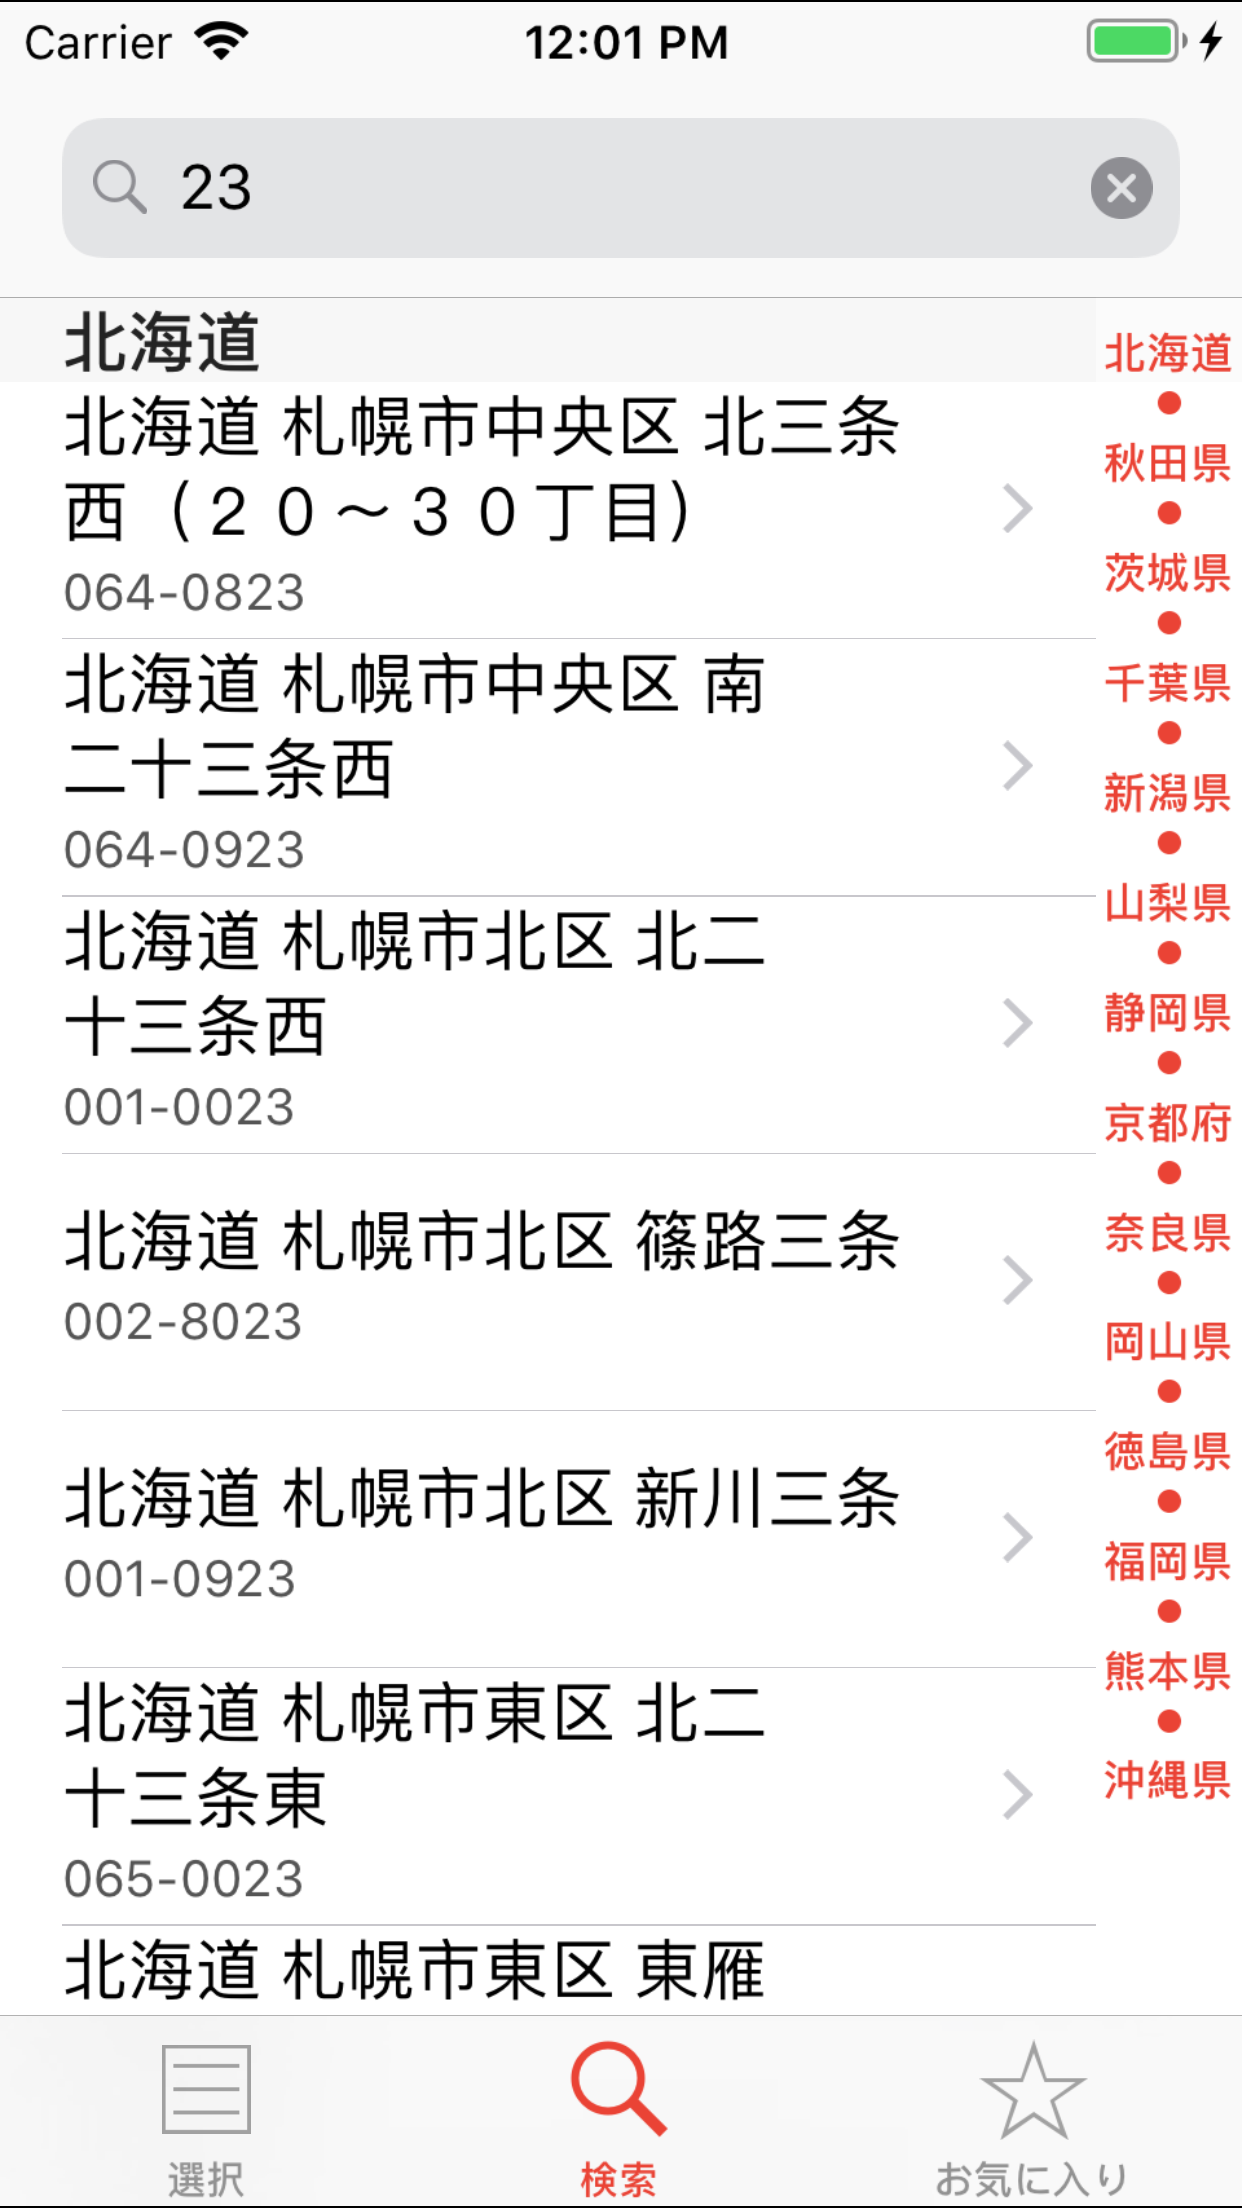 Carrier 12:01 PM
23
北海道
北海道 札幌市中央区 北三条
西（２０～３０丁目）
064-0823
北海道 札幌市中央区 南
二十三条西
064-0923
北海道 札幌市北区 北二
十三条西
001-0023
北海道 札幌市北区 篠路三条
002-8023
北海道 札幌市北区 新川三条
001-0923
北海道 札幌市東区 北二
十三条東
065-0023
北海道 札幌市東区 東雁
北海道
秋田県
茨城県
千葉県
新潟県
山梨県
静岡県
京都府
奈良県
岡山県
徳島県
福岡県
熊本県
沖縄県
選択
検索
お気に入り